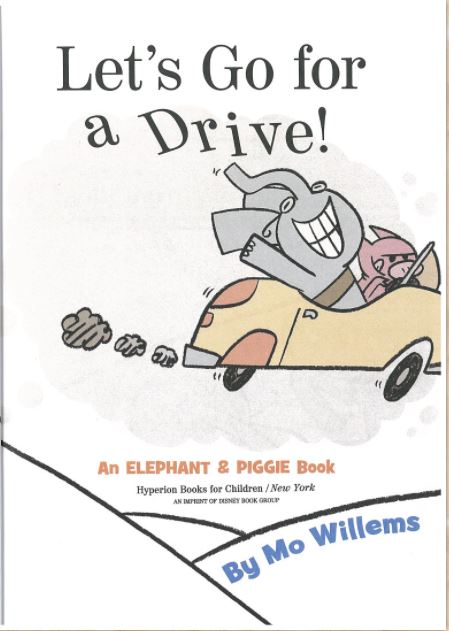 Let's Go for
a Drive!
An ELEPHANT & PIGGIE Book
Hyperion Books for Children / New York
AN IMPRINT OF DISNEY BOOK GROUP
By Mo Willems